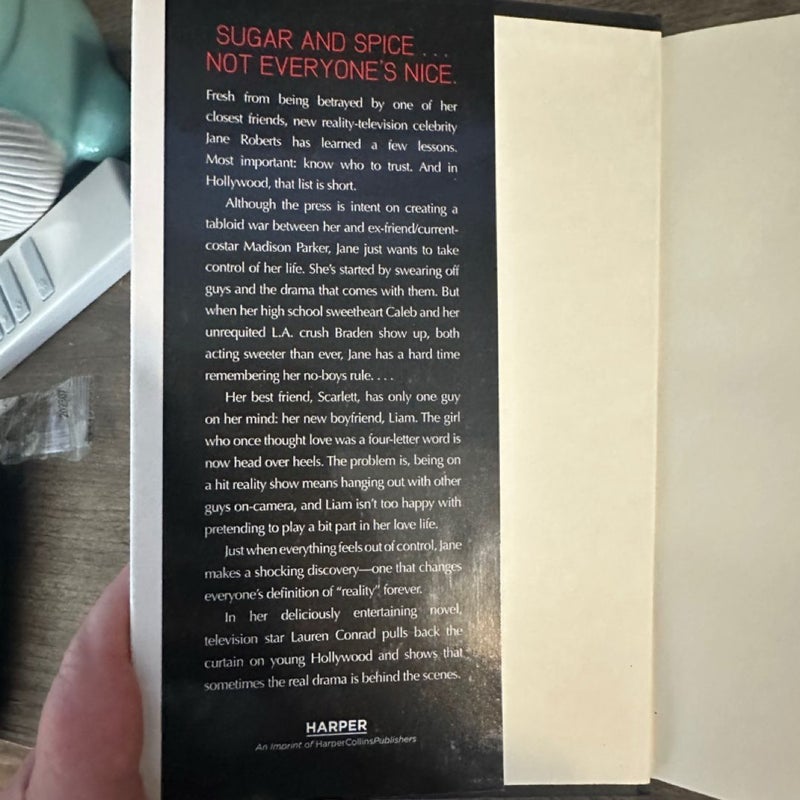 SUGAR AND SPICE . . .
NOT EVERYONE'S NICE.
Fresh from being betrayed by one of her
closest friends, new reality-television celebrity
Jane Roberts has learned a few lessons.
Most important: know who to trust. And in
Hollywood, that list is short.
Although the press is intent on creating a
tabloid war between her and ex-friend/current-
costar Madison Parker, Jane just wants to take
control of her life. She's started by swearing off
guys and the drama that comes with them. But
when her high school sweetheart Caleb and her
unrequited L.A. crush Braden show up, both
acting sweeter than ever, Jane has a hard time
remembering her no-boys rule. . . .
Her best friend, Scarlett, has only one guy
on her mind: her new boyfriend, Liam. The girl
who once thought love was a four-letter word is
now head over heels. The problem is, being on
a hit reality show means hanging out with other
guys on-camera, and Liam isn't too happy with
pretending to play a bit part in her love life.
Just when everything feels out of control, Jane
makes a shocking discovery—one that changes
everyone's definition of "reality" forever.
In her deliciously entertaining novel,
television star Lauren Conrad pulls back the
curtain on young Hollywood and shows that
sometimes the real drama is behind the scenes.
HARPER
An Imprint of HarperCollinsPublishers